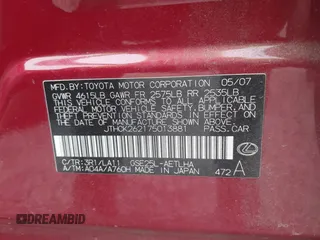 MFD. BY: TOYOTA MOTOR CORPORATION 05/07
GVWR 4615LB GAWR FR 2575LB RR 2535LB
THIS VEHICLE CONFORMS TO ALL APPLICABLE FEDERAL MOTOR
VEHICLE SAFETY, BUMPER, AND THEFT PREVENTION STANDARDS
IN EFFECT ON THE DATE OF MANUFACTURE SHOWN ABOVE.
JTHCK262175013881 PASS. CAR
C/TR: 3R1/LA11 GSE25L-AETLHA
A/TM: A04A/A760H MADE IN JAPAN 472 A
DREAMBID